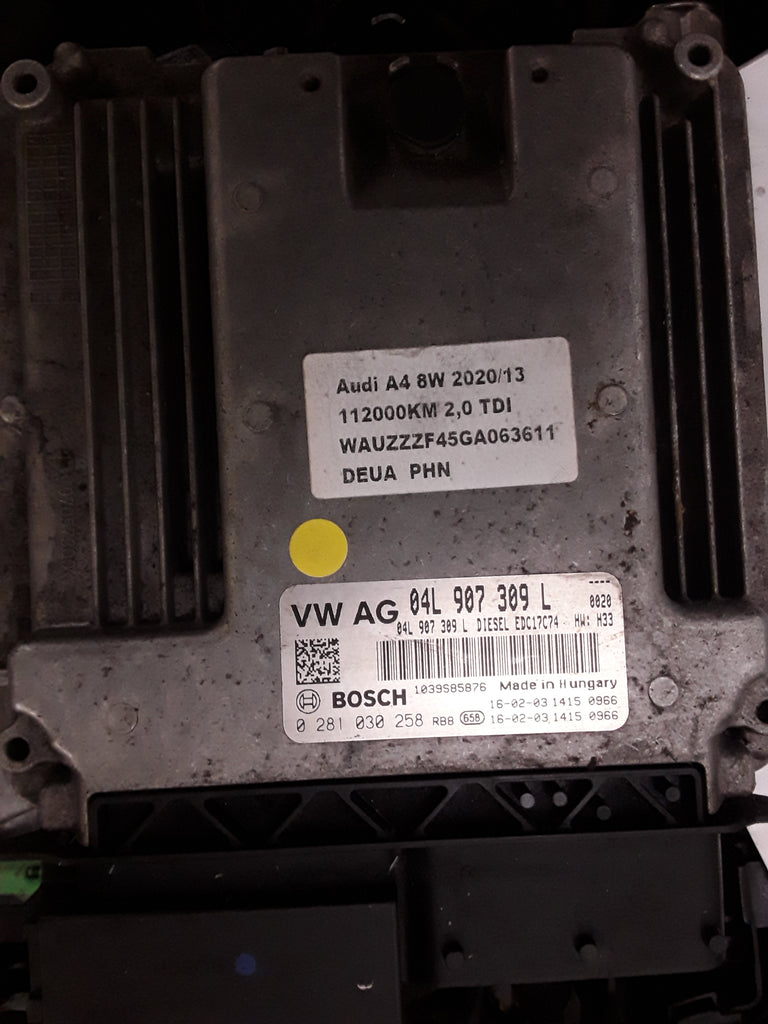 Audi A4 8W 2020/13
112000KM 2,0 TDI
WAUZZZF45GA063611
DEUA PHN
VW AG 04L 907 309 L ----
0020
04L 907 309 L DIESEL EDC17C74 HW: H33
1039S85876 Made in Hungary
BOSCH 16-02-03 1415 0966
0 281 030 258 RBB 658 16-02-03 1415 0966